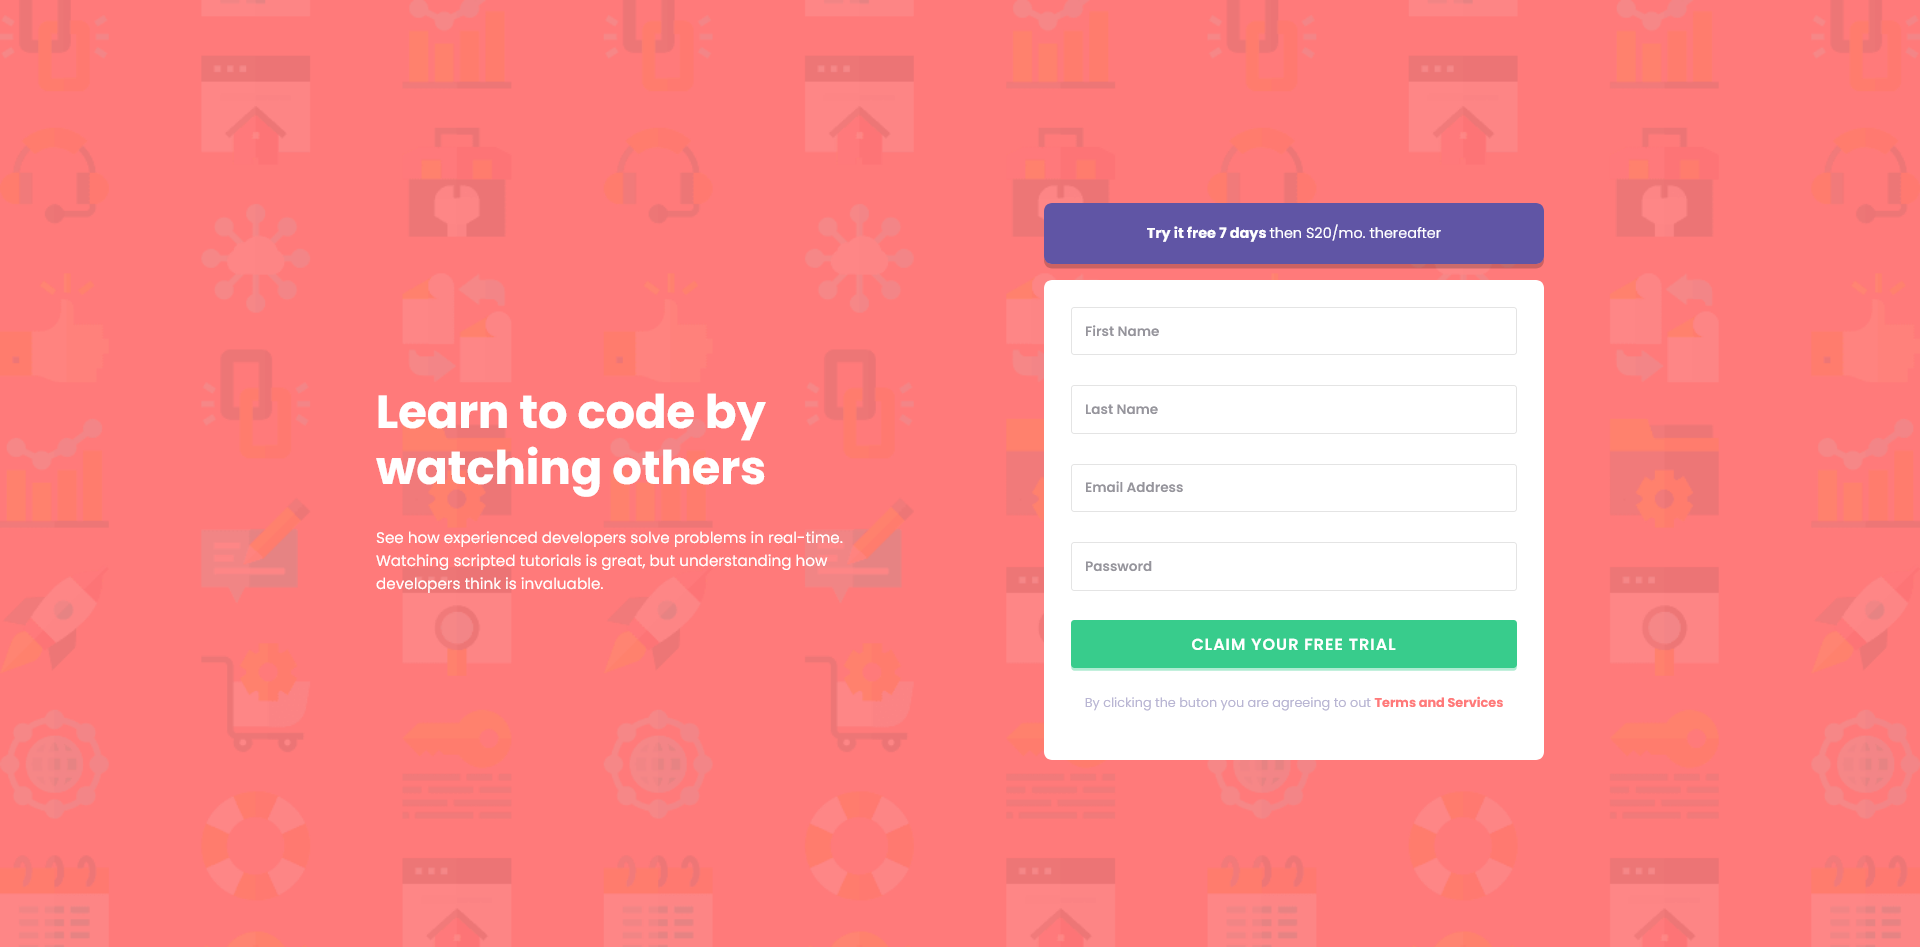 Learn to code by
watching others
See how experienced developers solve problems in real-time.
Watching scripted tutorials is great, but understanding how
developers think is invaluable.
Try it free 7 days then S20/mo. thereafter
First Name
Last Name
Email Address
Password
CLAIM YOUR FREE TRIAL
By clicking the buton you are agreeing to out Terms and Services